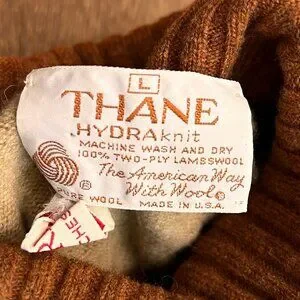 L
THANE
HYDRAknit
MACHINE WASH AND DRY
100% TWO-PLY LAMBSWOOL
The American Way
With Wool®
®
PURE WOOL
MADE IN U.S.A.